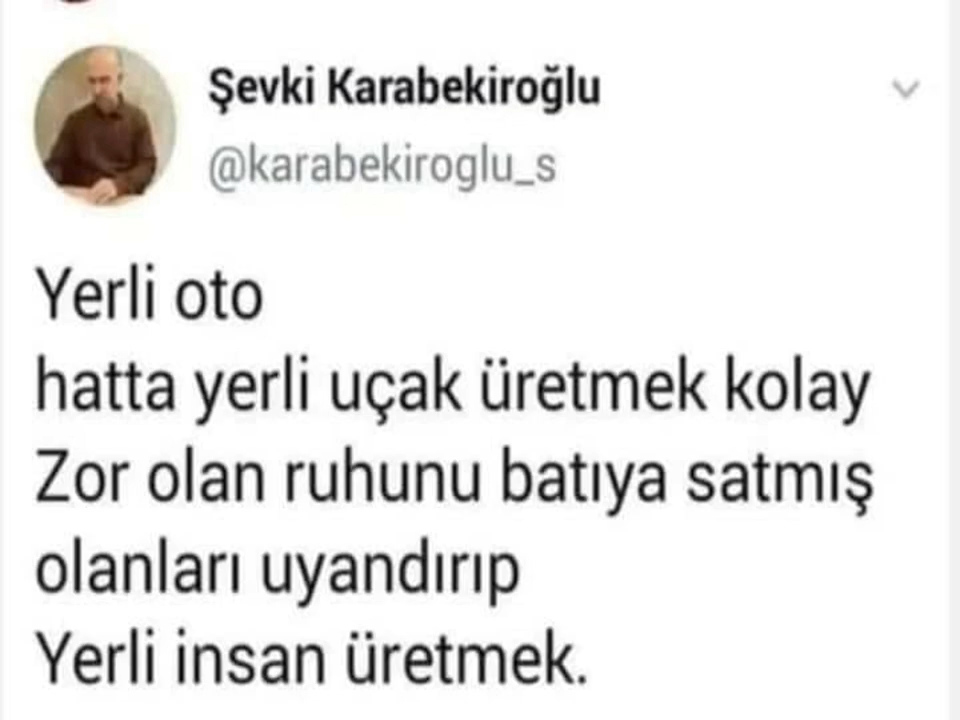 Şevki Karabekiroğlu
@karabekiroglu_s
Yerli oto
hatta yerli uçak üretmek kolay
Zor olan ruhunu batıya satmış
olanları uyandırıp
Yerli insan üretmek.